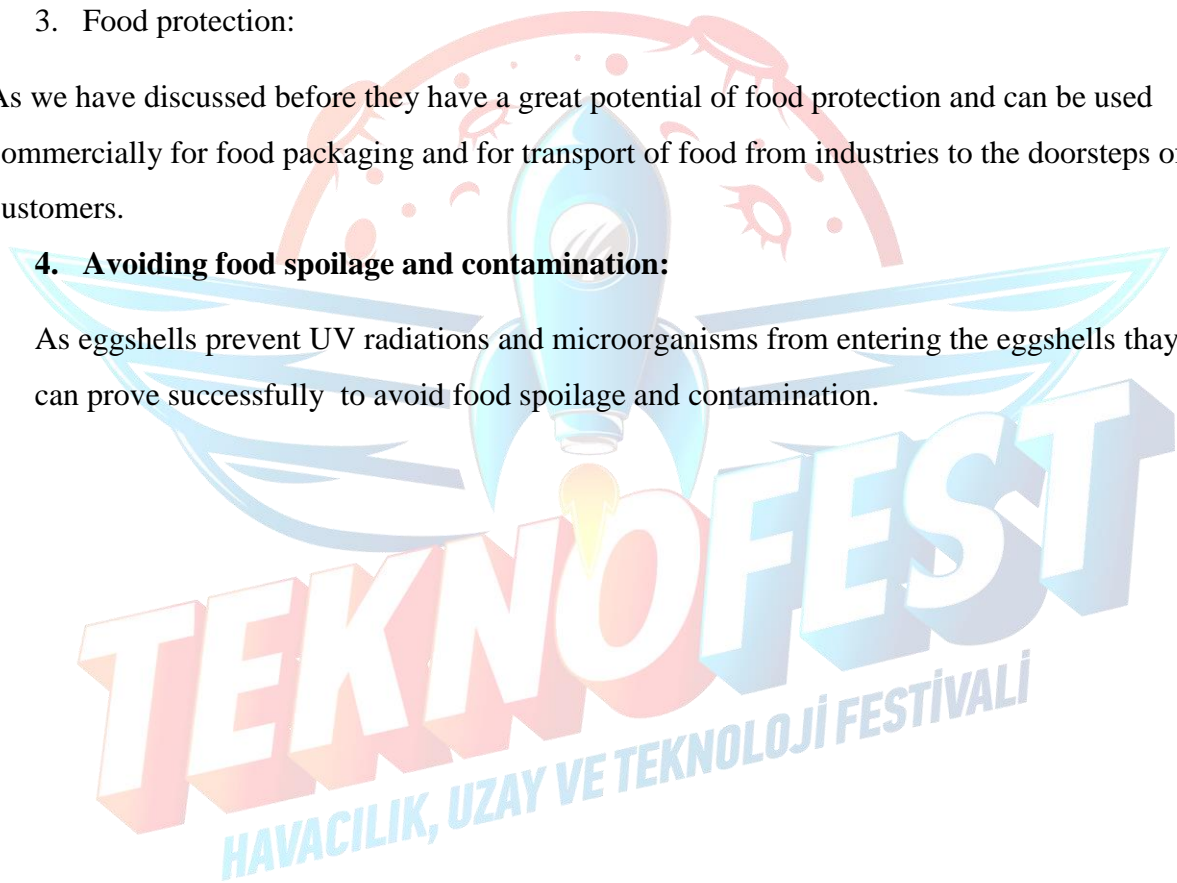 3. Food protection:
As we have discussed before they have a great potential of food protection and can be used
ommercially for food packaging and for transport of food from industries to the doorsteps of
ustomers.
4. Avoiding food spoilage and contamination:
As eggshells prevent UV radiations and microorganisms from entering the eggshells thay
can prove successfully to avoid food spoilage and contamination.
TEKNOFEST
HAVACILIK, UZAY VE TEKNOLOJİ FESTİVALİ